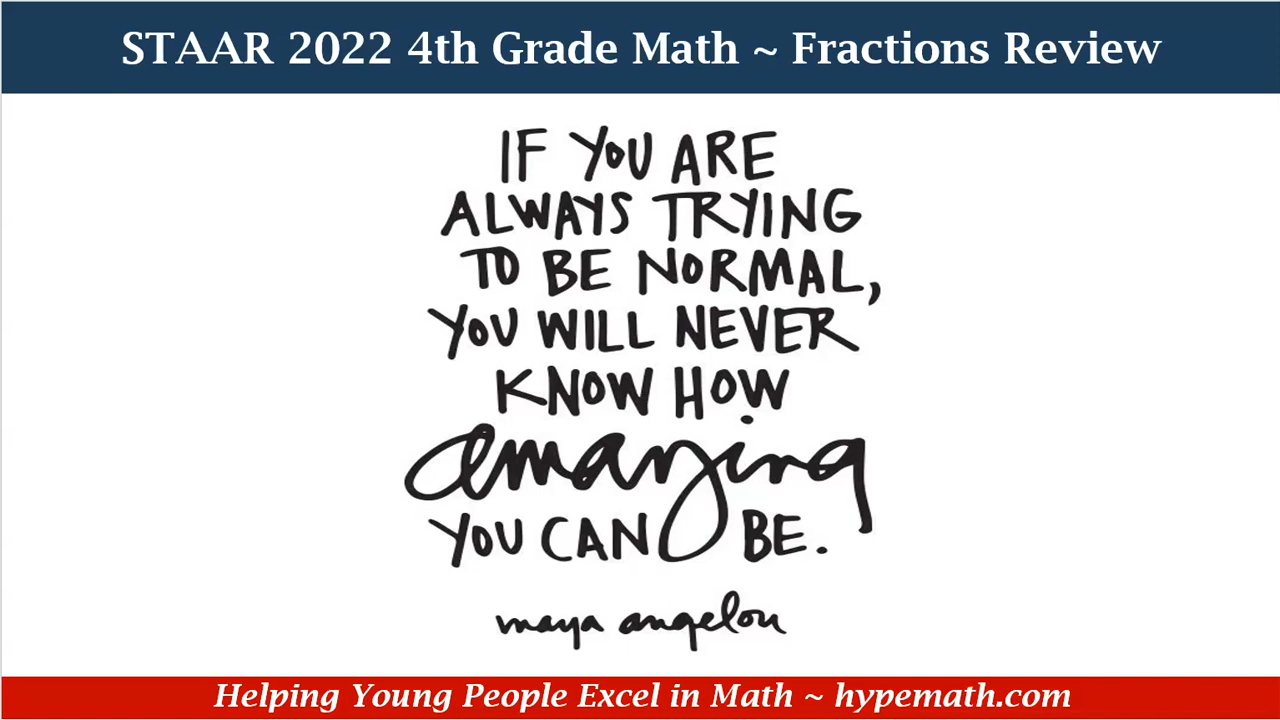 STAAR 2022 4th Grade Math ~ Fractions Review
IF YOU ARE
ALWAYS TRYING
TO BE NORMAL,
YOU WILL NEVER
KNOW HOW
amazing
YOU CAN BE.
maya angelou
Helping Young People Excel in Math ~ hypemath.com